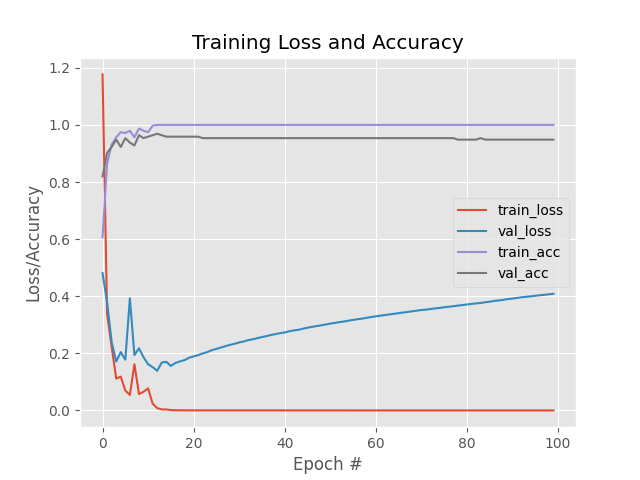 Training Loss and Accuracy
1.2
1.0
0.8
0.6
0.4
0.2
0.0
Loss/Accuracy
train_loss
val_loss
train_acc
val_acc
0 20 40 60 80 100
Epoch #